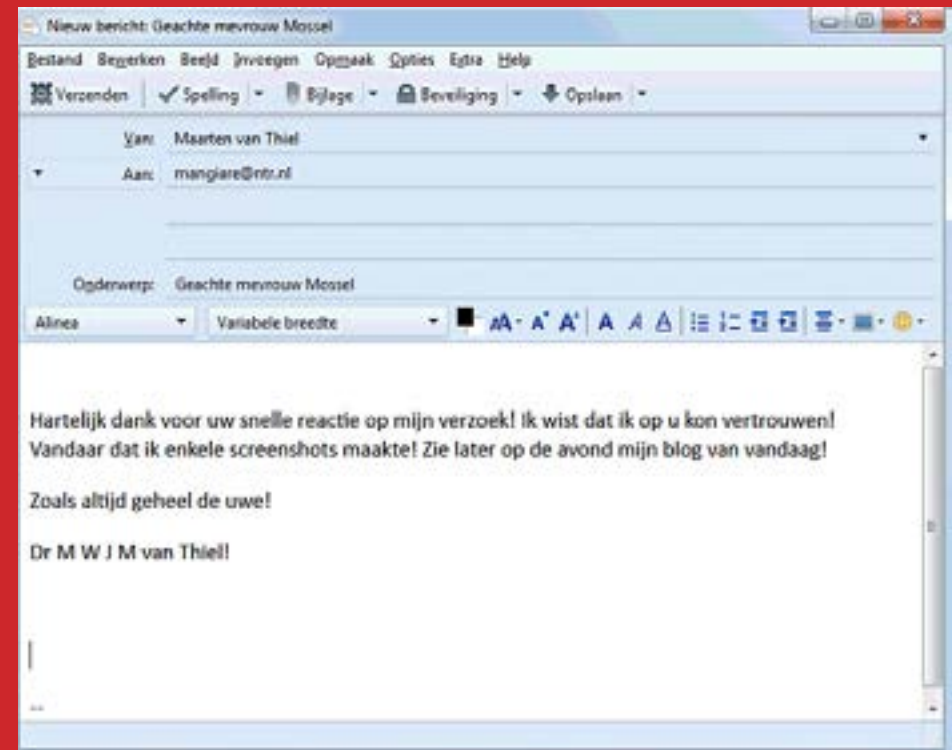 Nieuw bericht: Geachte mevrouw Mossel
Bestand Bewerken Beeld Invoegen Opmaak Opties Extra Help
Verzenden Spelling Bijlage Beveiliging Opslaan
Van: Maarten van Thiel
Aan: mangiare@ntr.nl
Onderwerp: Geachte mevrouw Mossel
Alinea Variabele breedte
Hartelijk dank voor uw snelle reactie op mijn verzoek! Ik wist dat ik op u kon vertrouwen!
Vandaar dat ik enkele screenshots maakte! Zie later op de avond mijn blog van vandaag!
Zoals altijd geheel de uwe!
Dr M W J M van Thiel!
--